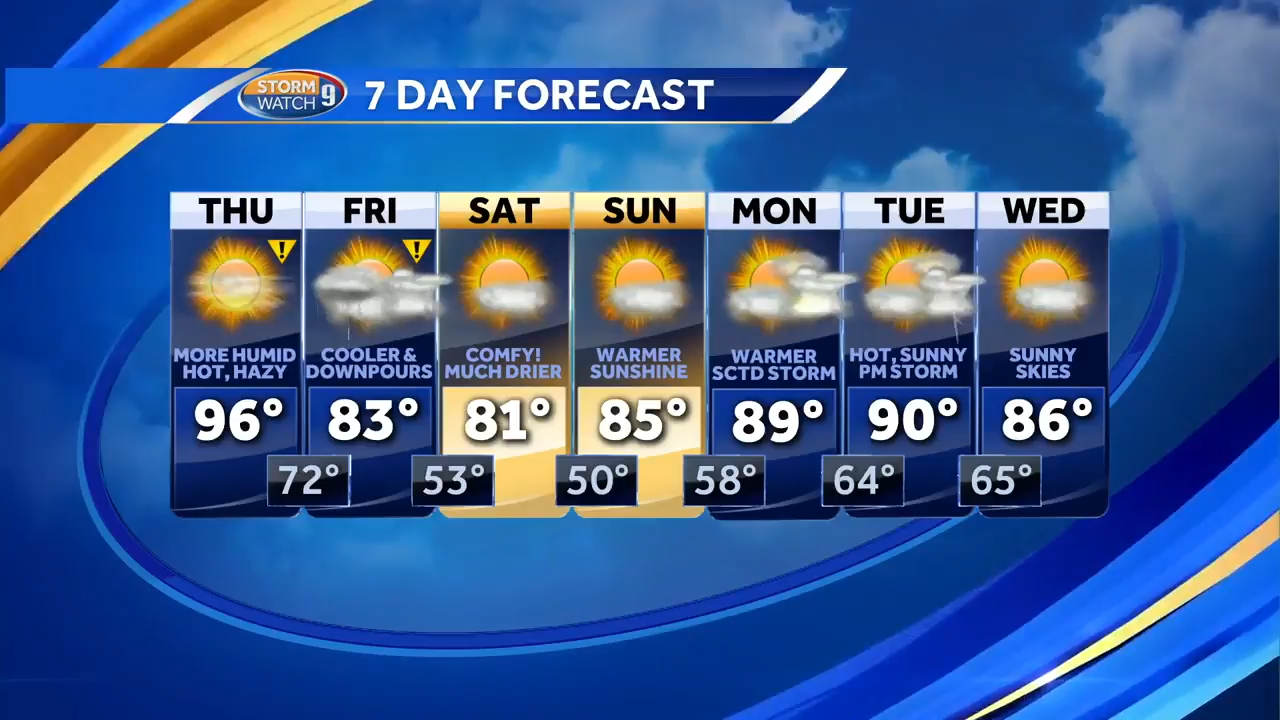 STORM
WATCH 9
7 DAY FORECAST
THU
FRI
SAT
SUN
MON
TUE
WED
!
!
MORE HUMID
HOT, HAZY
COOLER &
DOWNPOURS
COMFY!
MUCH DRIER
WARMER
SUNSHINE
WARMER
SCTD STORM
HOT, SUNNY
PM STORM
SUNNY
SKIES
96°
83°
81°
85°
89°
90°
86°
72°
53°
50°
58°
64°
65°